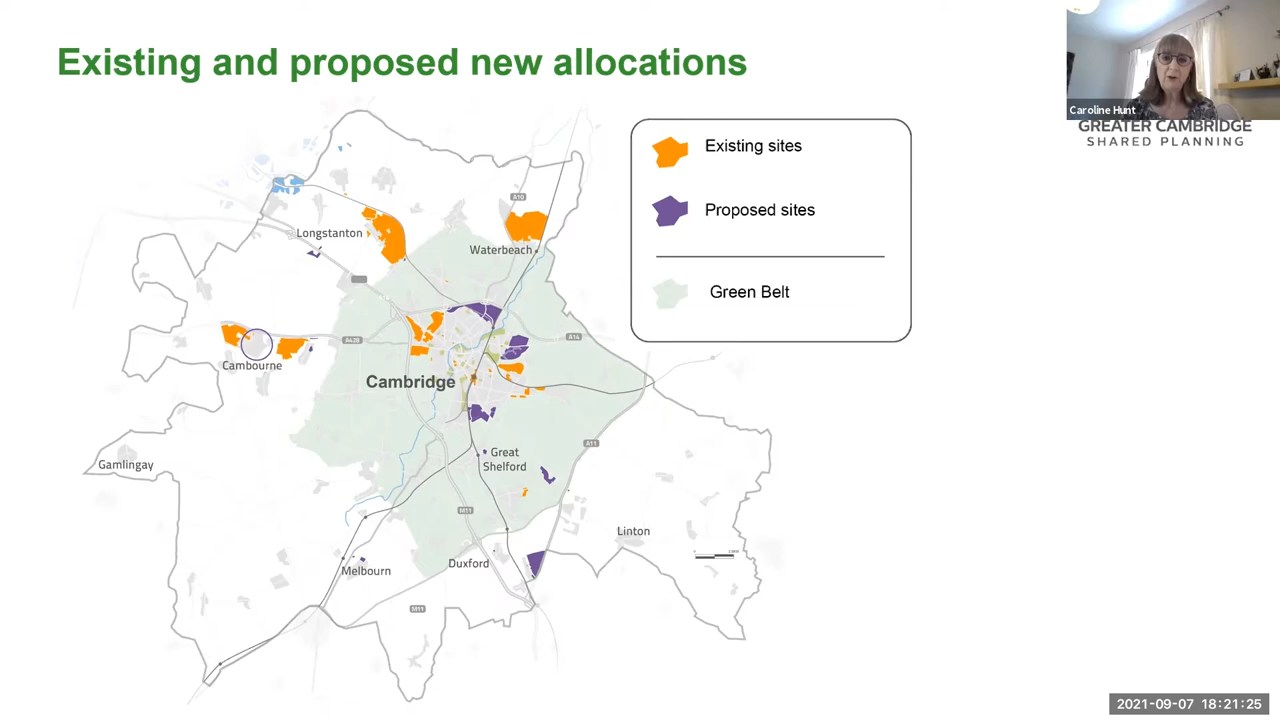 Existing and proposed new allocations
Caroline Hunt
GREATER CAMBRIDGE
SHARED PLANNING
Existing sites
Proposed sites
Green Belt
A10
Longstanton
Waterbeach
A14
A428
Cambourne
Cambridge
A11
Gamlingay
Great
Shelford
M11
Linton
Duxford
Melbourn
M11
2021-09-07 18:21:25